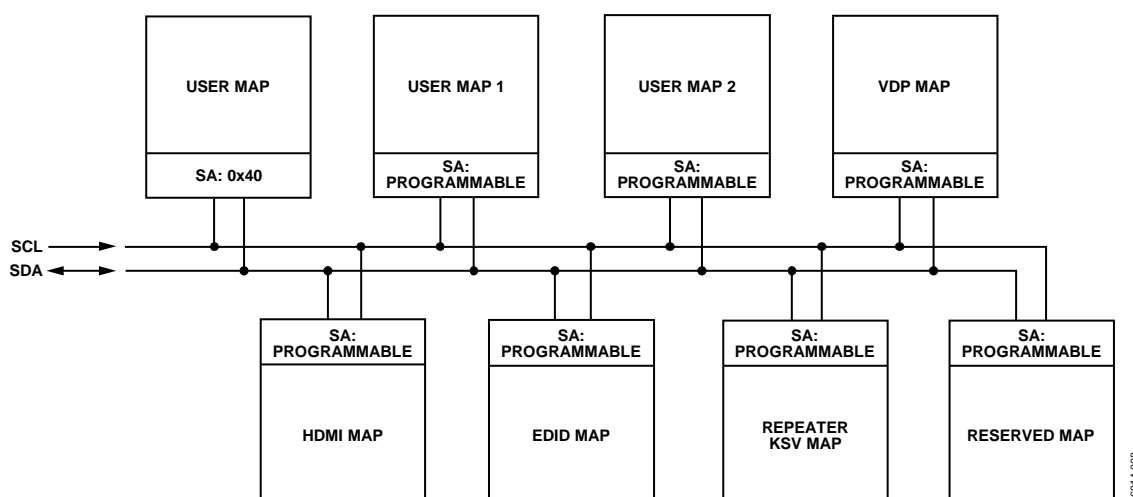 USER MAP
USER MAP 1
USER MAP 2
VDP MAP
SA: 0x40
SA:
PROGRAMMABLE
SA:
PROGRAMMABLE
SA:
PROGRAMMABLE
SCL
SDA
SA:
PROGRAMMABLE
SA:
PROGRAMMABLE
SA:
PROGRAMMABLE
SA:
PROGRAMMABLE
HDMI MAP
EDID MAP
REPEATER
KSV MAP
RESERVED MAP